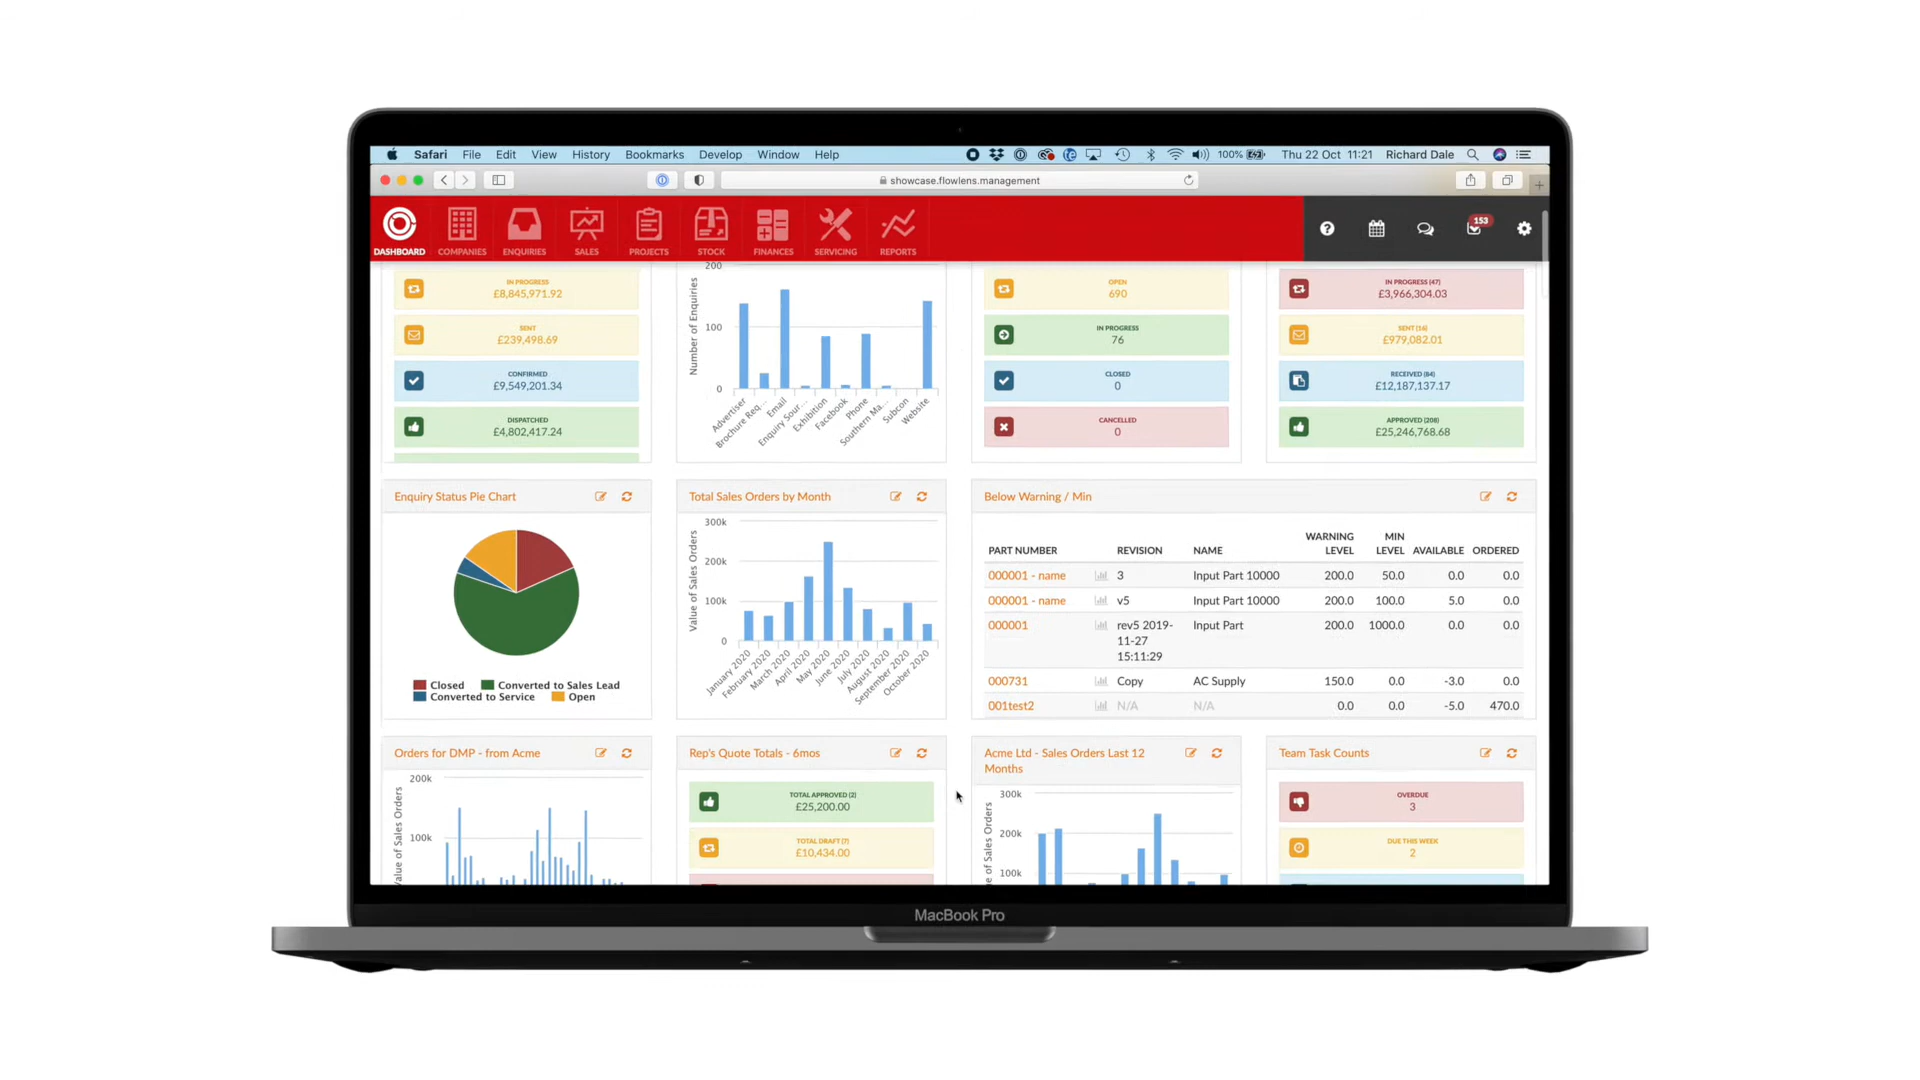 Safari File Edit View History Bookmarks Develop Window Help 100% Thu 22 Oct 11:21 Richard Dale
showcase.flowlens.management
DASHBOARD COMPANIES ENQUIRIES SALES PROJECTS STOCK FINANCES SERVICING REPORTS 153
IN PROGRESS
£8,845,971.92
SENT
£239,498.69
CONFIRMED
£9,549,201.34
DISPATCHED
£4,802,417.24
Number of Enquiries
200
100
0
Advertiser
Brochure Req...
Email
Enquiry Sour...
Exhibition
Facebook
Phone
Southern Ma...
Subcon
Website
OPEN
690
IN PROGRESS
76
CLOSED
0
CANCELLED
0
IN PROGRESS (47)
£3,966,304.03
SENT (16)
£979,082.01
RECEIVED (84)
£12,187,137.17
APPROVED (208)
£25,246,768.68
Enquiry Status Pie Chart
Closed Converted to Sales Lead
Converted to Service Open
Total Sales Orders by Month
Value of Sales Orders
300k
200k
100k
0
January 2020
February 2020
March 2020
April 2020
May 2020
June 2020
July 2020
August 2020
September 2020
October 2020
Below Warning / Min
PART NUMBER REVISION NAME WARNING LEVEL MIN LEVEL AVAILABLE ORDERED
000001 - name 3 Input Part 10000 200.0 50.0 0.0 0.0
000001 - name v5 Input Part 10000 200.0 100.0 5.0 0.0
000001 rev5 2019- Input Part 200.0 1000.0 0.0 0.0
11-27
15:11:29
000731 Copy AC Supply 150.0 0.0 -3.0 0.0
001test2 N/A N/A 0.0 0.0 -5.0 470.0
Orders for DMP - from Acme
Value of Sales Orders
200k
100k
Rep's Quote Totals - 6mos
TOTAL APPROVED (2)
£25,200.00
TOTAL DRAFT (7)
£10,434.00
Acme Ltd - Sales Orders Last 12
Months
e of Sales Orders
300k
200k
100k
Team Task Counts
OVERDUE
3
DUE THIS WEEK
2
MacBook Pro